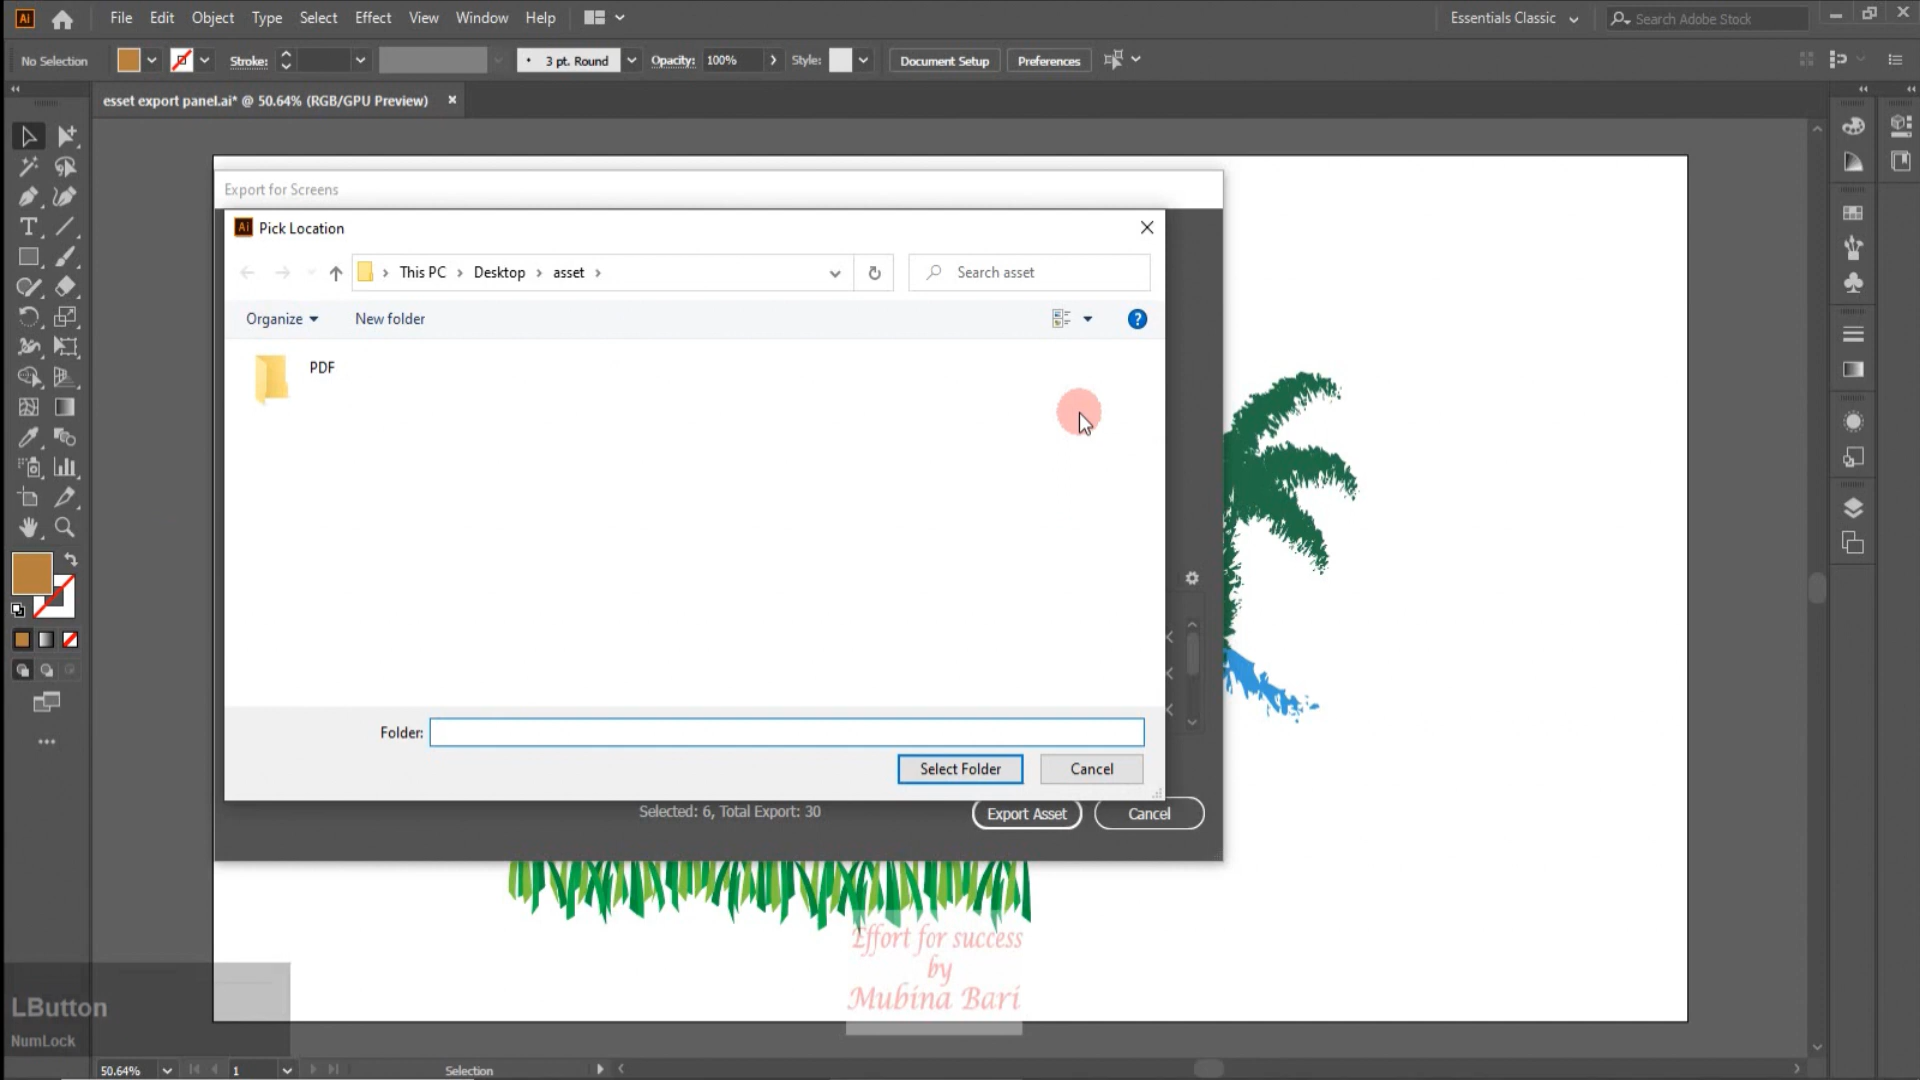 Ai File Edit Object Type Select Effect View Window Help Essentials Classic Search Adobe Stock
No Selection Stroke: 3 pt. Round Opacity: 100% Style: Document Setup Preferences
esset export panel.ai* @ 50.64% (RGB/GPU Preview)
Export for Screens
Ai Pick Location
This PC Desktop asset Search asset
Organize New folder
PDF
Folder:
Select Folder Cancel
Selected: 6, Total Export: 30 Export Asset Cancel
Effort for success
by
Mubina Bari
LButton
NumLock
50.64% 1 Selection